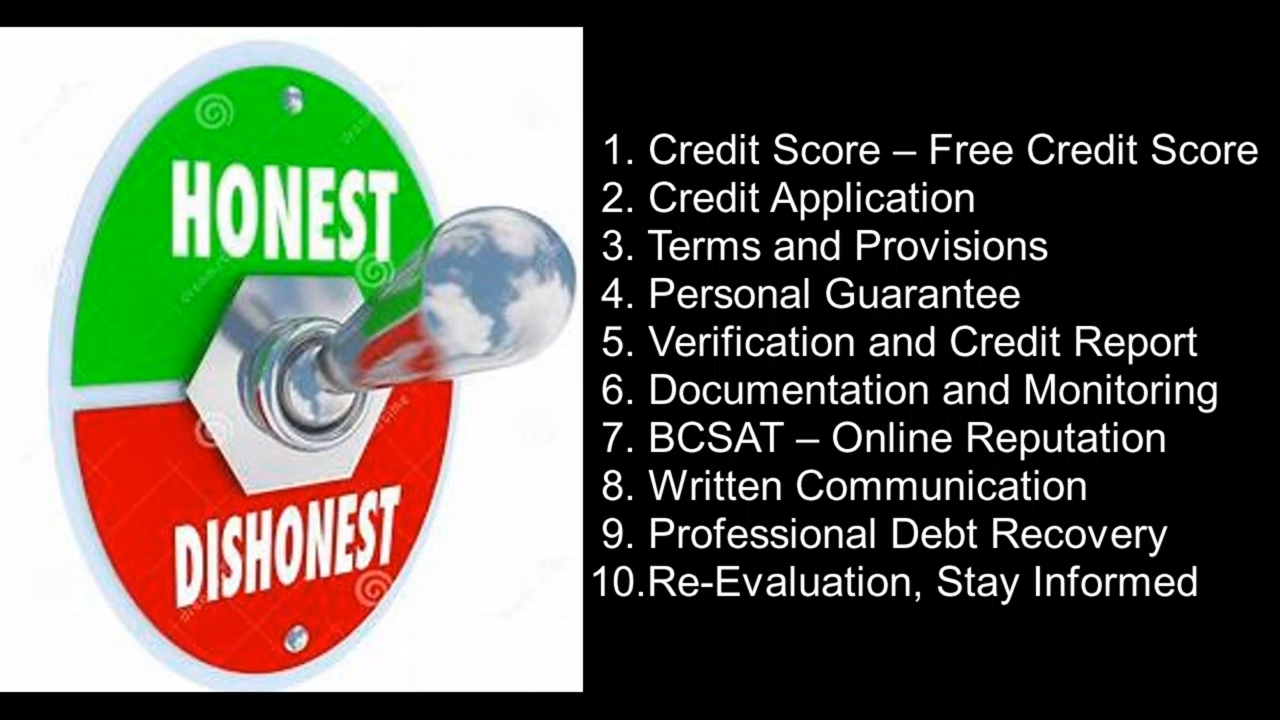 HONEST
DISHONEST
1. Credit Score – Free Credit Score
2. Credit Application
3. Terms and Provisions
4. Personal Guarantee
5. Verification and Credit Report
6. Documentation and Monitoring
7. BCSAT – Online Reputation
8. Written Communication
9. Professional Debt Recovery
10.Re-Evaluation, Stay Informed